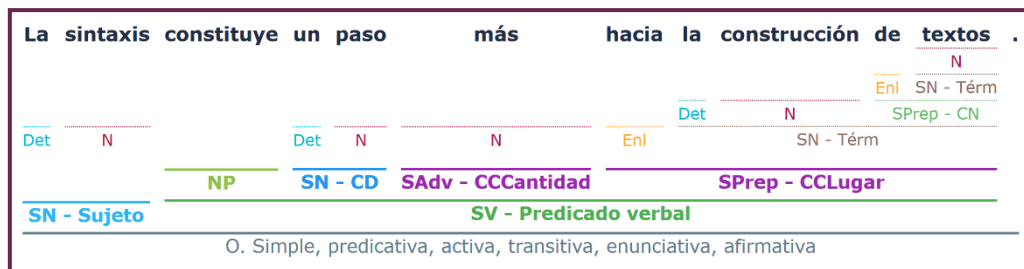 La sintaxis constituye un paso más hacia la construcción de textos .
N
Enl SN - Térm
Det N SPrep - CN
Det N Det N N Enl SN - Térm
NP SN - CD SAdv - CCCantidad SPrep - CCLugar
SN - Sujeto SV - Predicado verbal
O. Simple, predicativa, activa, transitiva, enunciativa, afirmativa